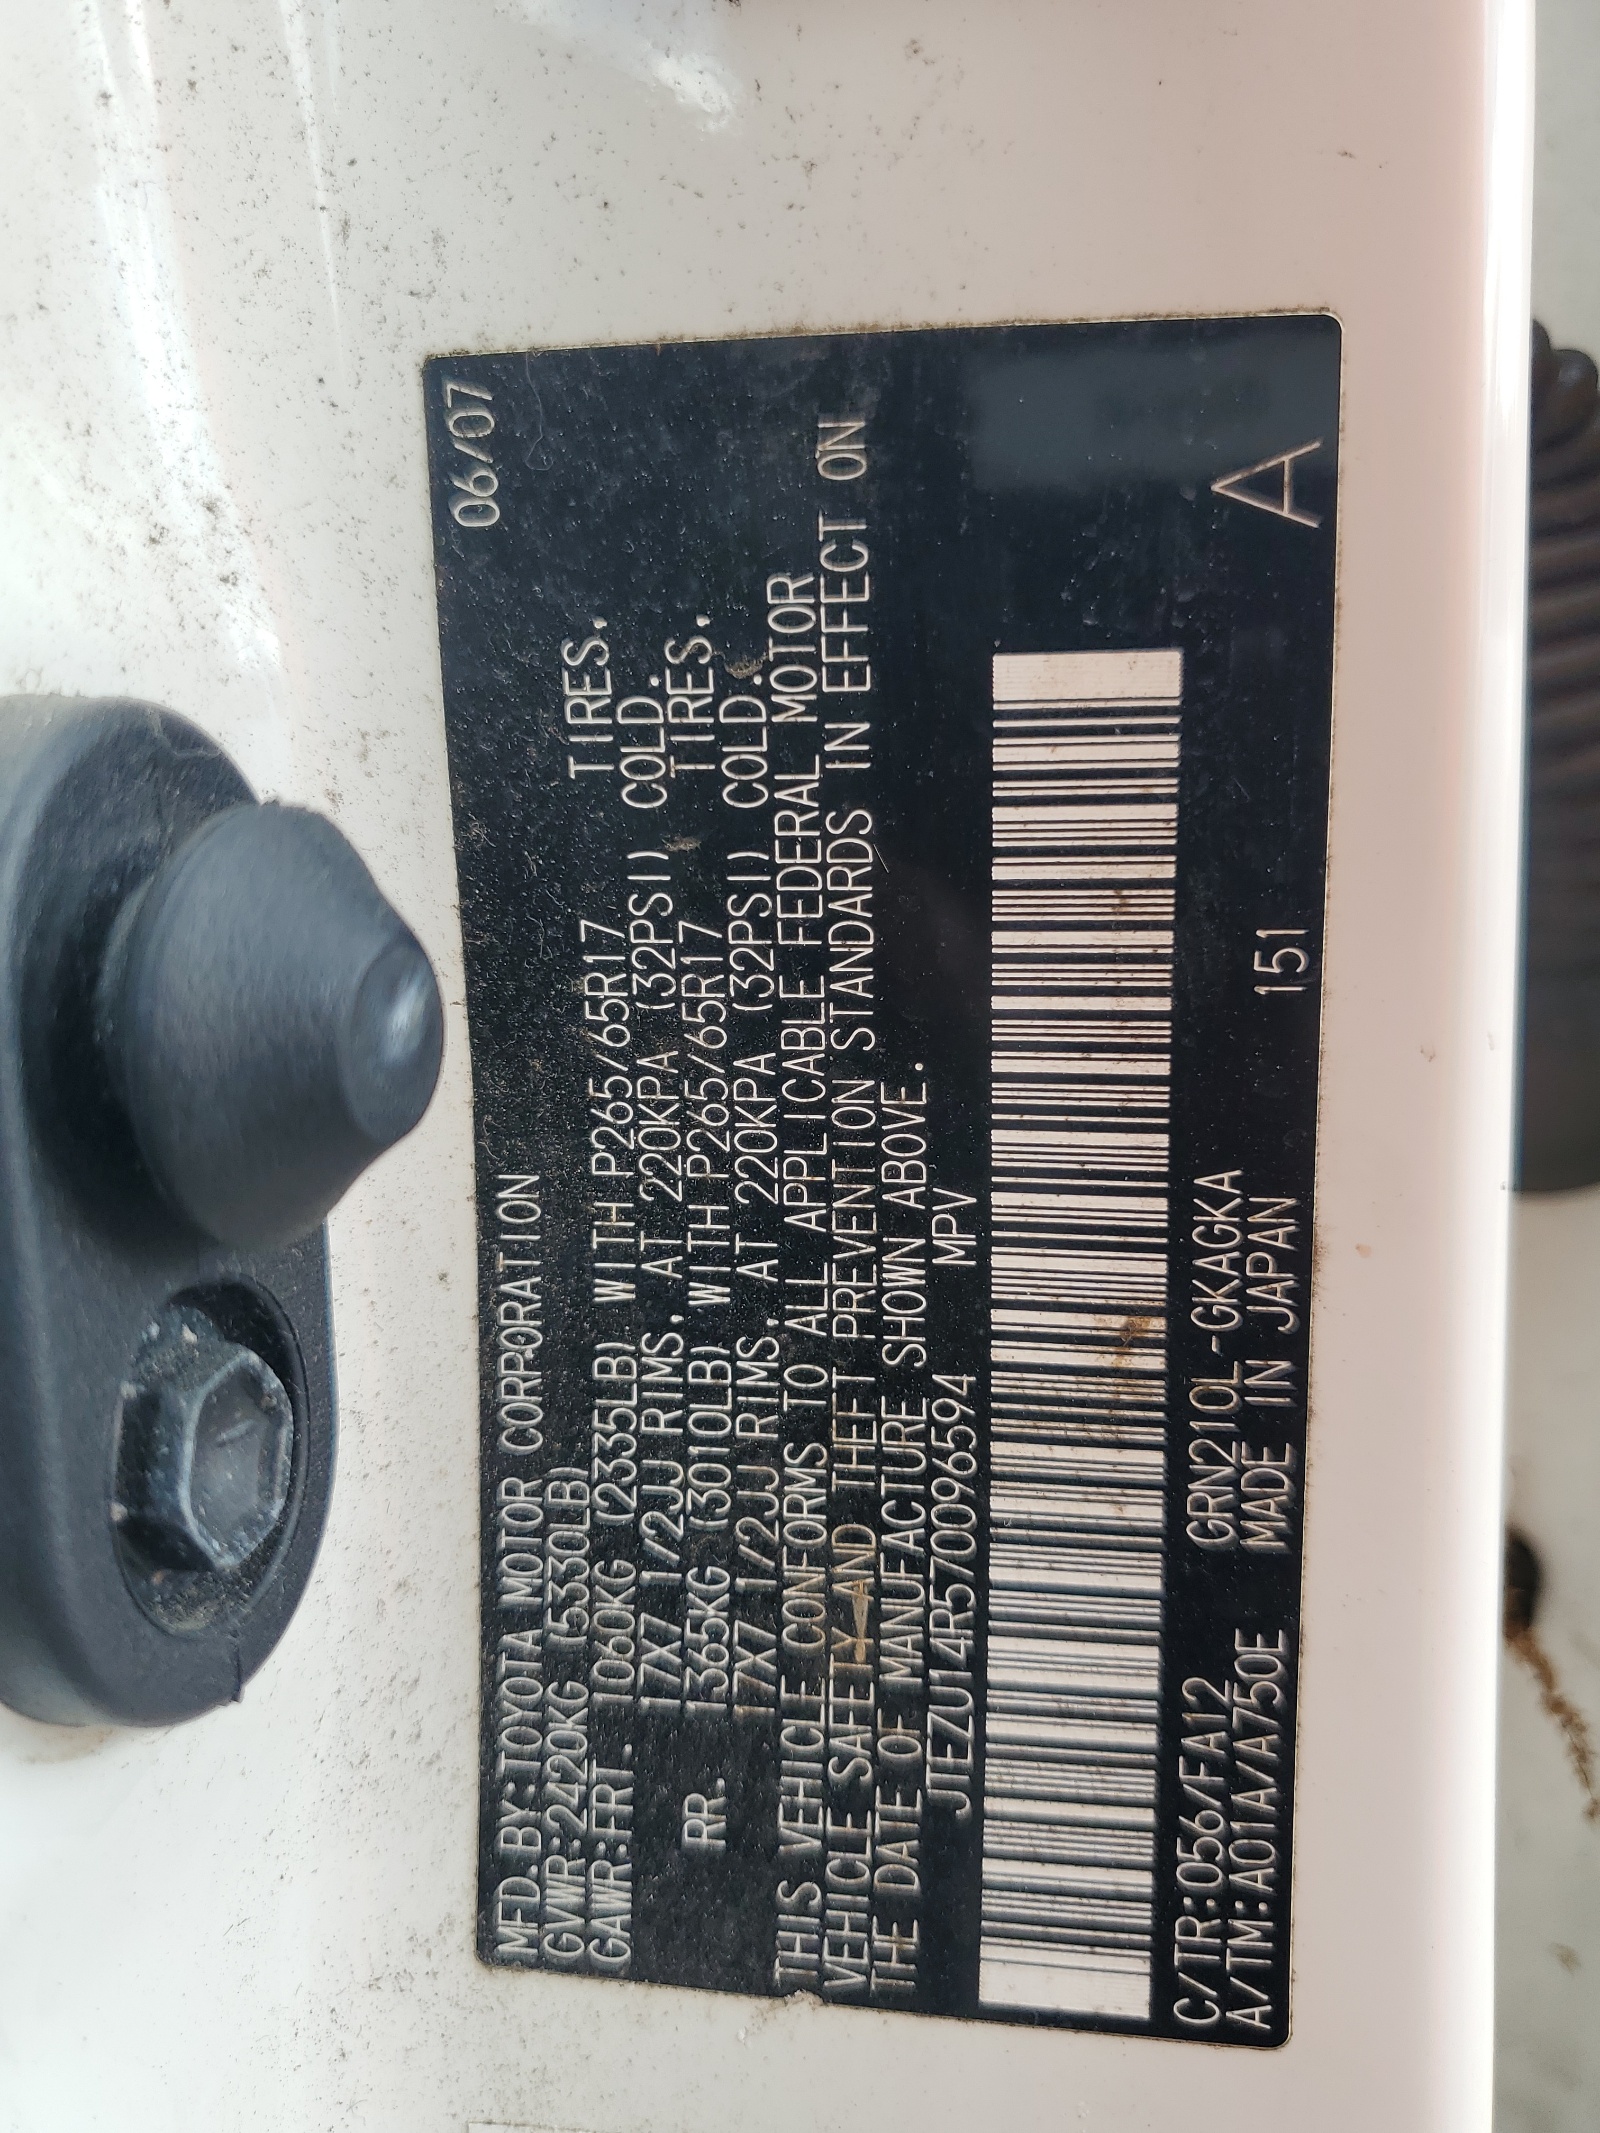 MFD.BY:TOYOTA MOTOR CORPORATION 06/07
GVWR:2420KG (5330LB)
GAWR:FRT. 1060KG (2335LB) WITH P265/65R17 TIRES.
17X7 1/2JJ RIMS, AT 220KPA (32PSI) COLD.
RR. 1365KG (3010LB) WITH P265/65R17 TIRES.
17X7 1/2JJ RIMS, AT 220KPA (32PSI) COLD.
THIS VEHICLE CONFORMS TO ALL APPLICABLE FEDERAL MOTOR
VEHICLE SAFETY AND THEFT PREVENTION STANDARDS IN EFFECT ON
THE DATE OF MANUFACTURE SHOWN ABOVE.
JTEZU14R570096594 MPV
C/TR:056/FA12 GRN210L-GKAGKA
A/TM:A01A/A750E MADE IN JAPAN 151 A